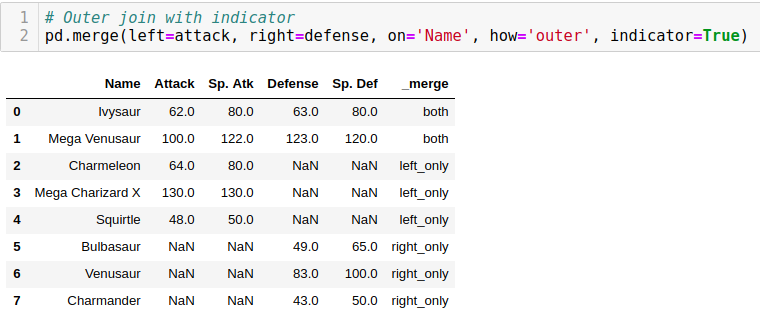 1 # Outer join with indicator
2 pd.merge(left=attack, right=defense, on='Name', how='outer', indicator=True)
Name Attack Sp. Atk Defense Sp. Def _merge
0 Ivysaur 62.0 80.0 63.0 80.0 both
1 Mega Venusaur 100.0 122.0 123.0 120.0 both
2 Charmeleon 64.0 80.0 NaN NaN left_only
3 Mega Charizard X 130.0 130.0 NaN NaN left_only
4 Squirtle 48.0 50.0 NaN NaN left_only
5 Bulbasaur NaN NaN 49.0 65.0 right_only
6 Venusaur NaN NaN 83.0 100.0 right_only
7 Charmander NaN NaN 43.0 50.0 right_only